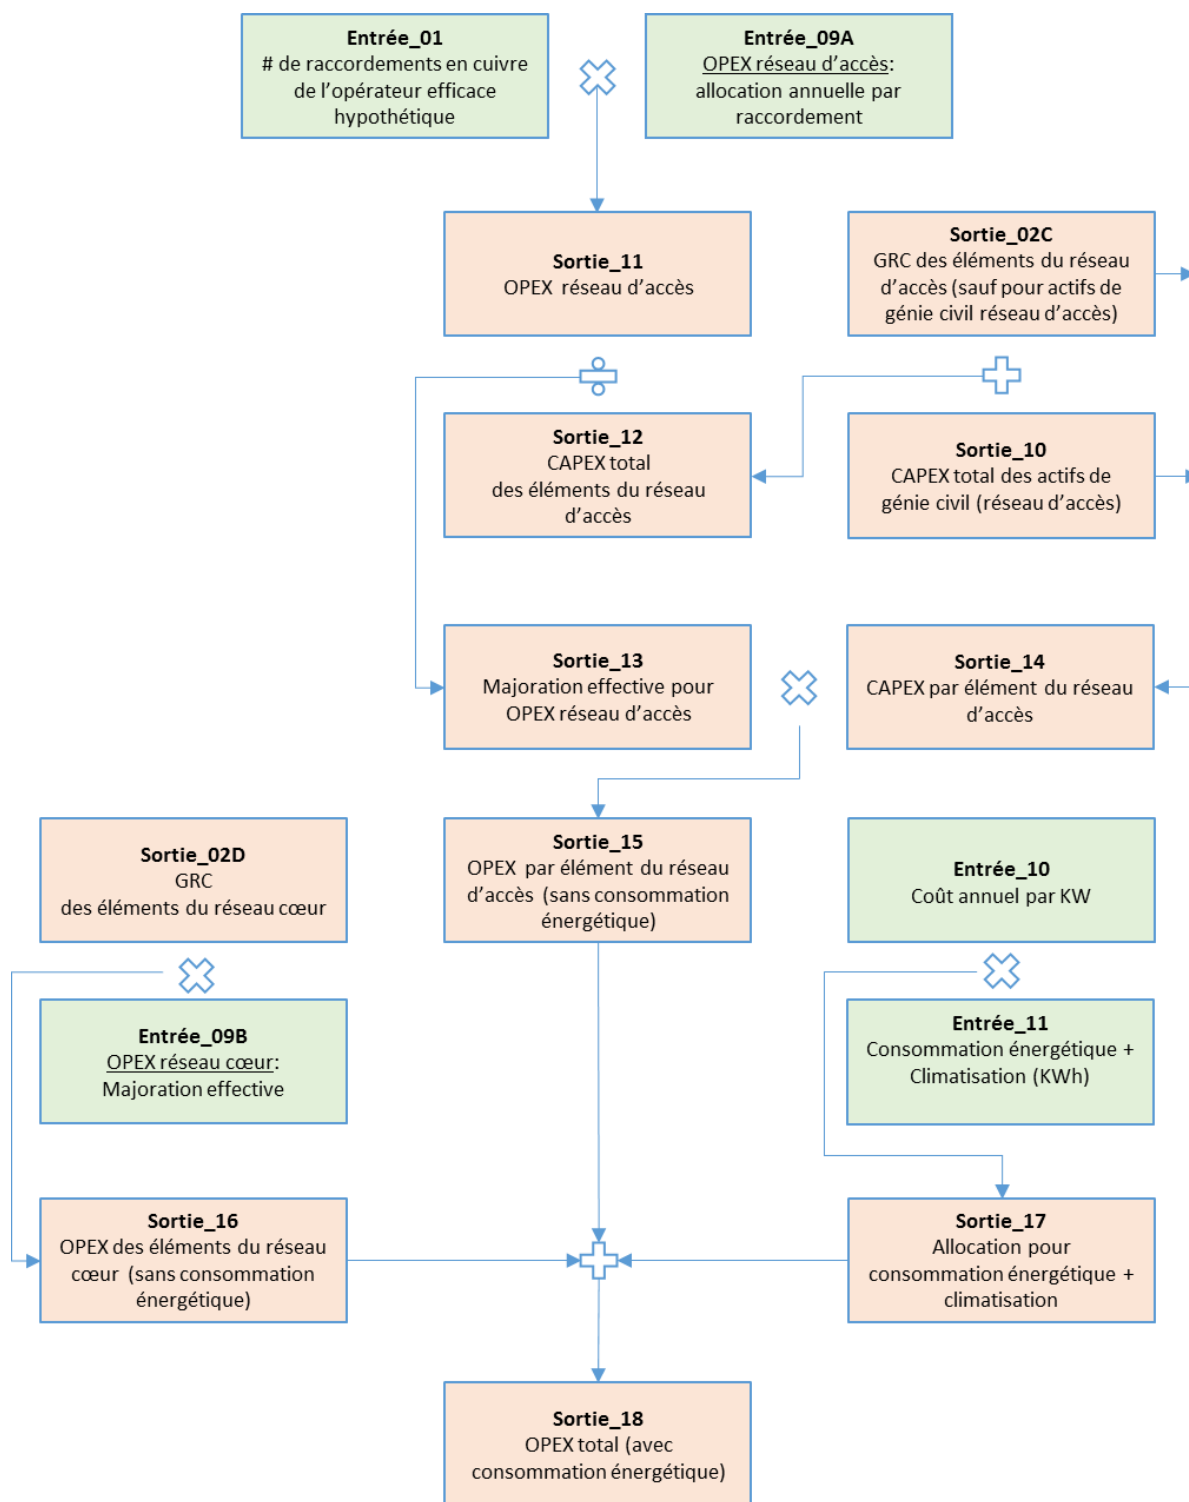 Entrée_01
# de raccordements en cuivre
de l’opérateur efficace
hypothétique
Entrée_09A
OPEX réseau d’accès:
allocation annuelle par
raccordement
Sortie_11
OPEX réseau d’accès
Sortie_02C
GRC des éléments du réseau
d’accès (sauf pour actifs de
génie civil réseau d’accès)
Sortie_12
CAPEX total
des éléments du réseau
d’accès
Sortie_10
CAPEX total des actifs de
génie civil (réseau d’accès)
Sortie_13
Majoration effective pour
OPEX réseau d’accès
Sortie_14
CAPEX par élément du réseau
d’accès
Sortie_02D
GRC
des éléments du réseau cœur
Sortie_15
OPEX par élément du réseau
d’accès (sans consommation
énergétique)
Entrée_10
Coût annuel par KW
Entrée_09B
OPEX réseau cœur:
Majoration effective
Entrée_11
Consommation énergétique +
Climatisation (KWh)
Sortie_16
OPEX des éléments du réseau
cœur (sans consommation
énergétique)
Sortie_17
Allocation pour
consommation énergétique +
climatisation
Sortie_18
OPEX total (avec
consommation énergétique)